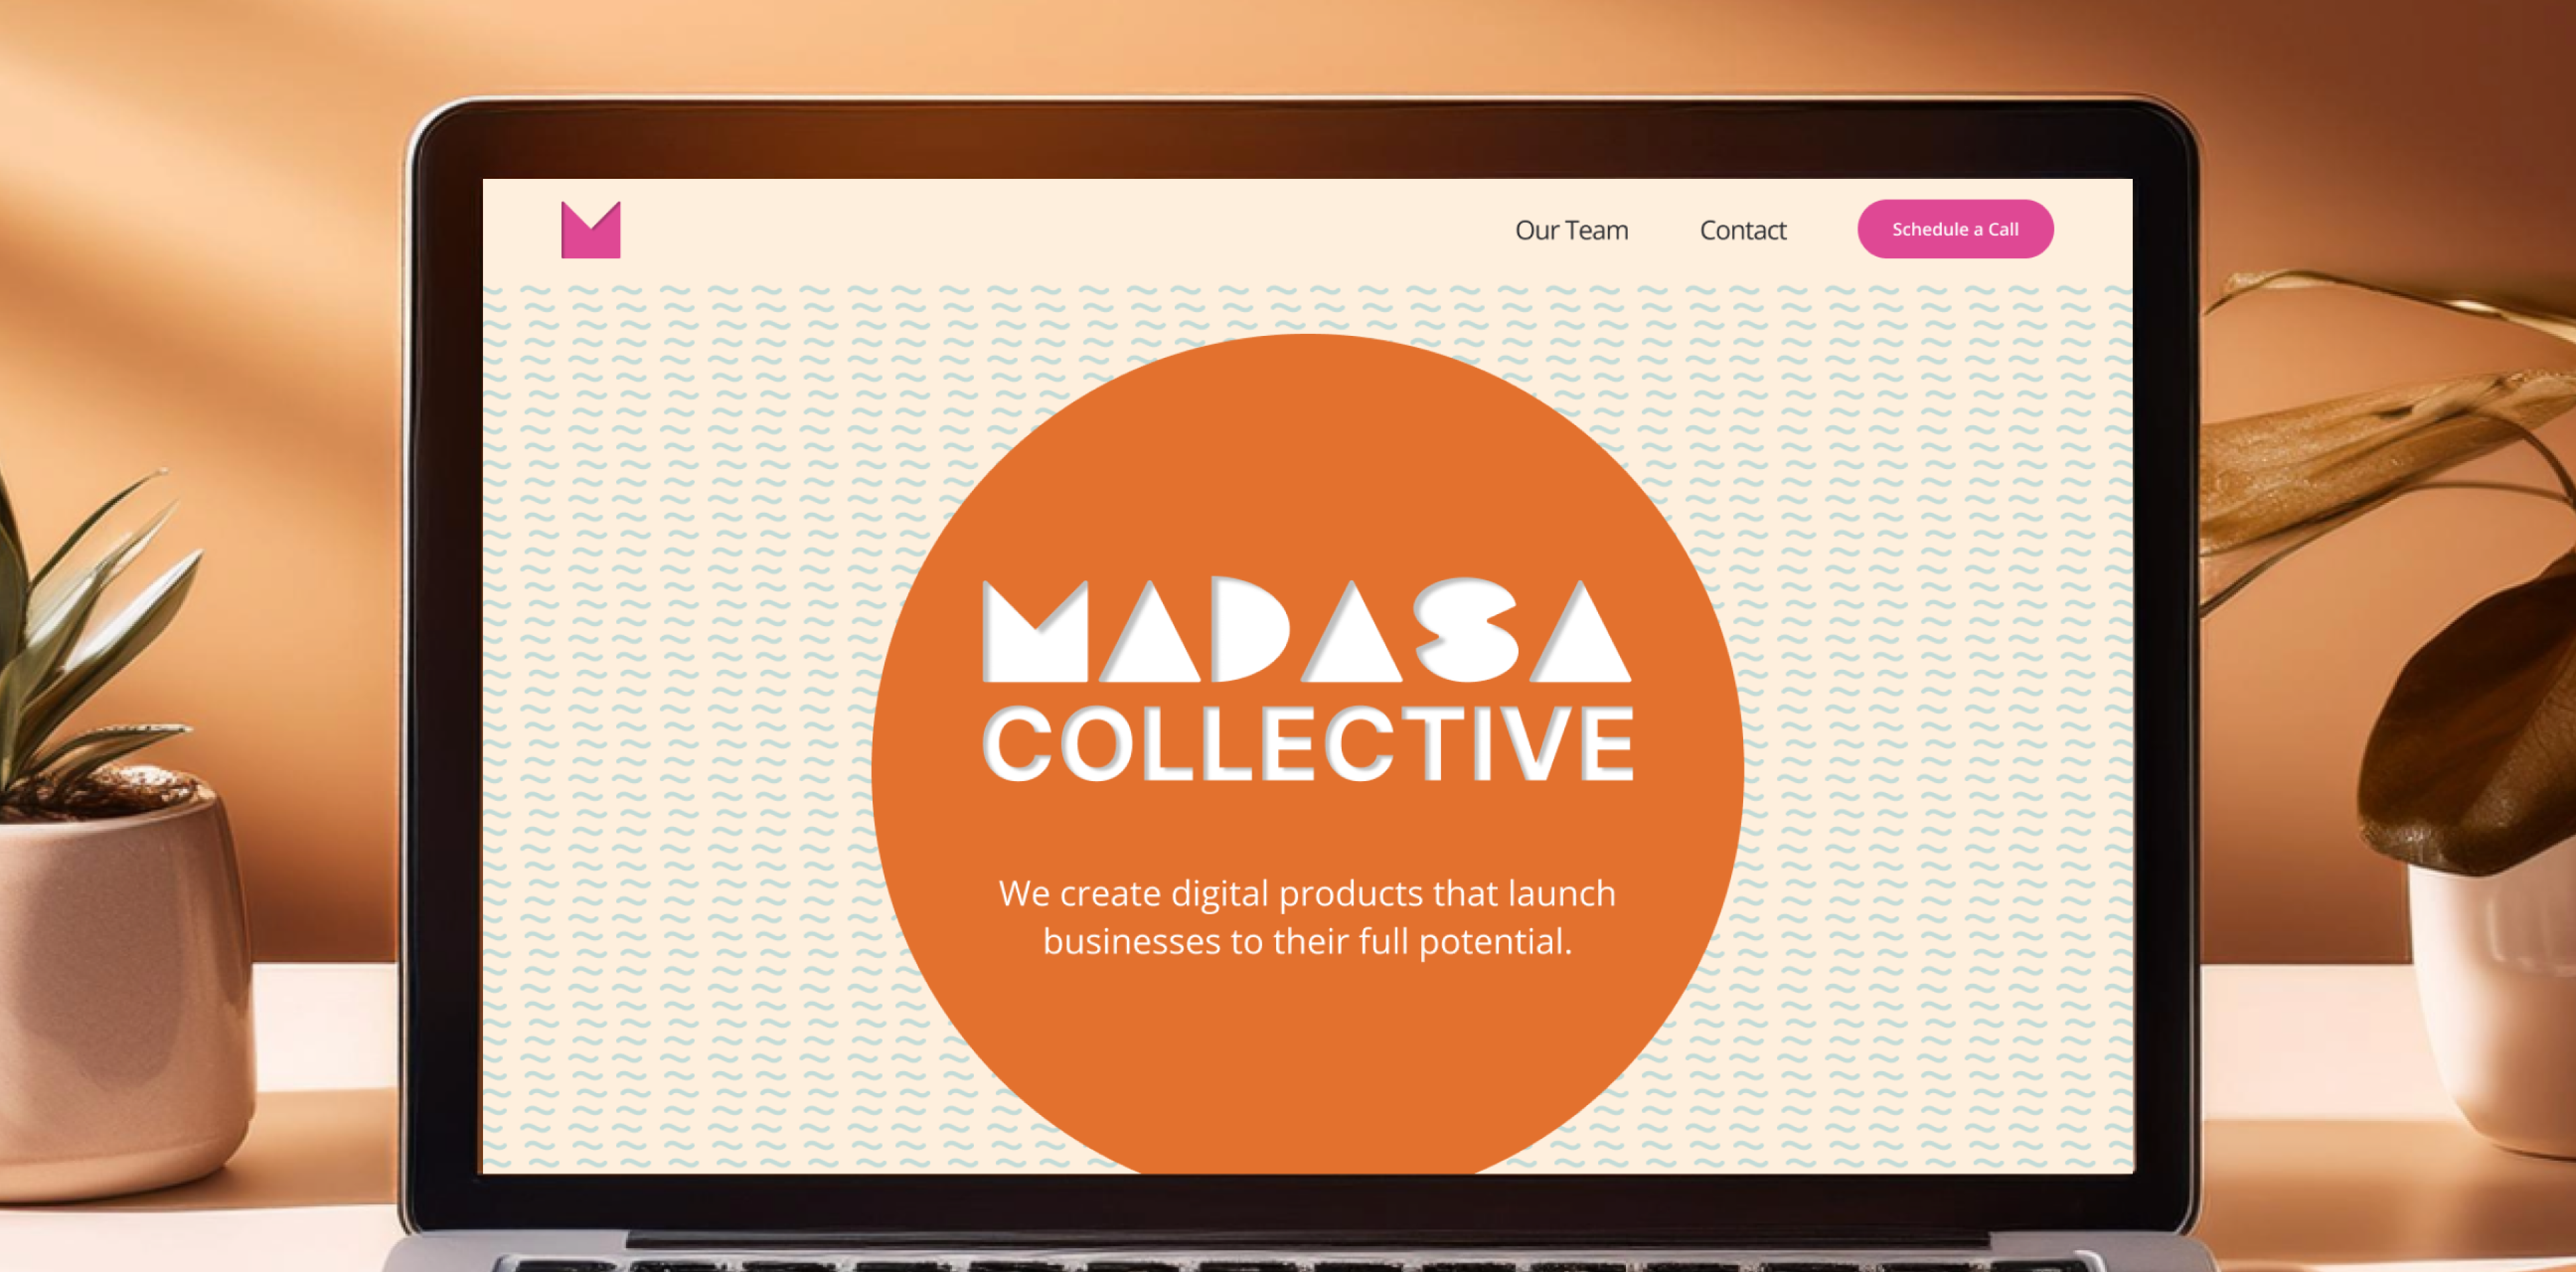 M
Our Team
Contact
Schedule a Call
MADASA
COLLECTIVE
We create digital products that launch
businesses to their full potential.